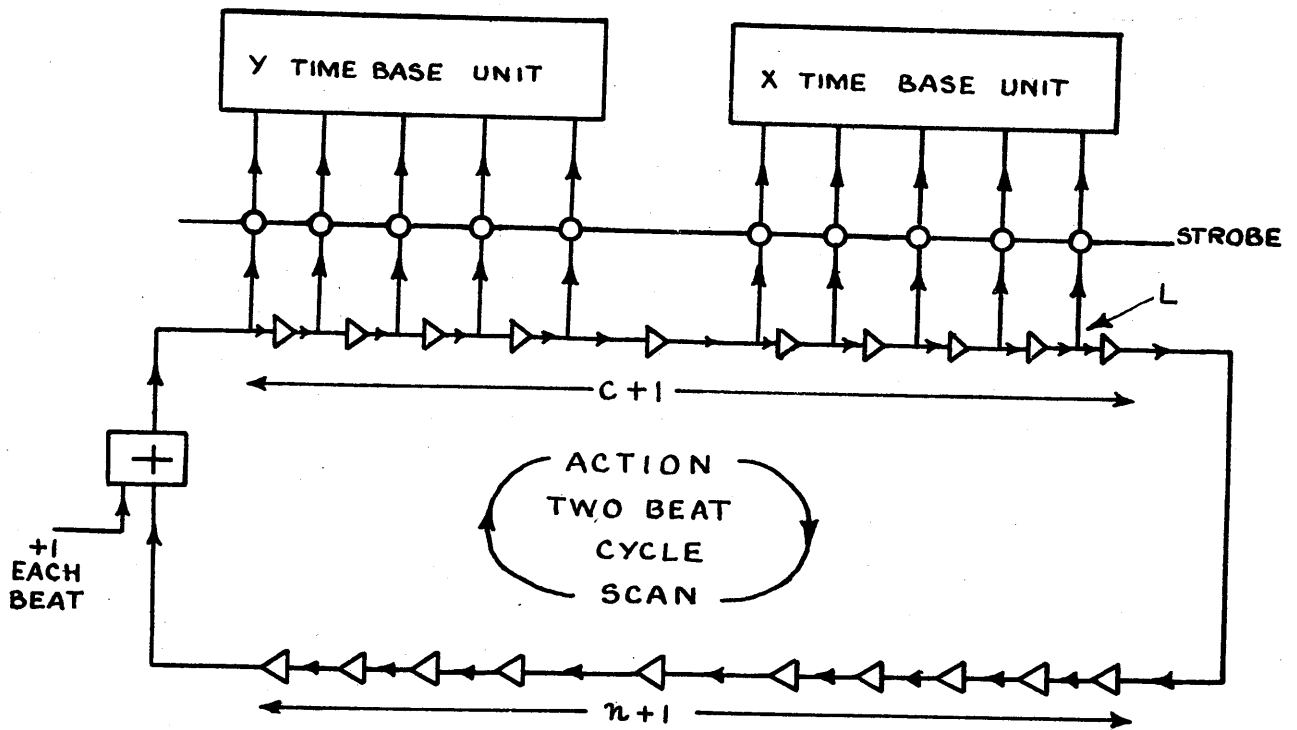 Y TIME BASE UNIT
X TIME BASE UNIT
STROBE
L
C+1
+
+1
EACH
BEAT
ACTION
TWO BEAT
CYCLE
SCAN
n+1